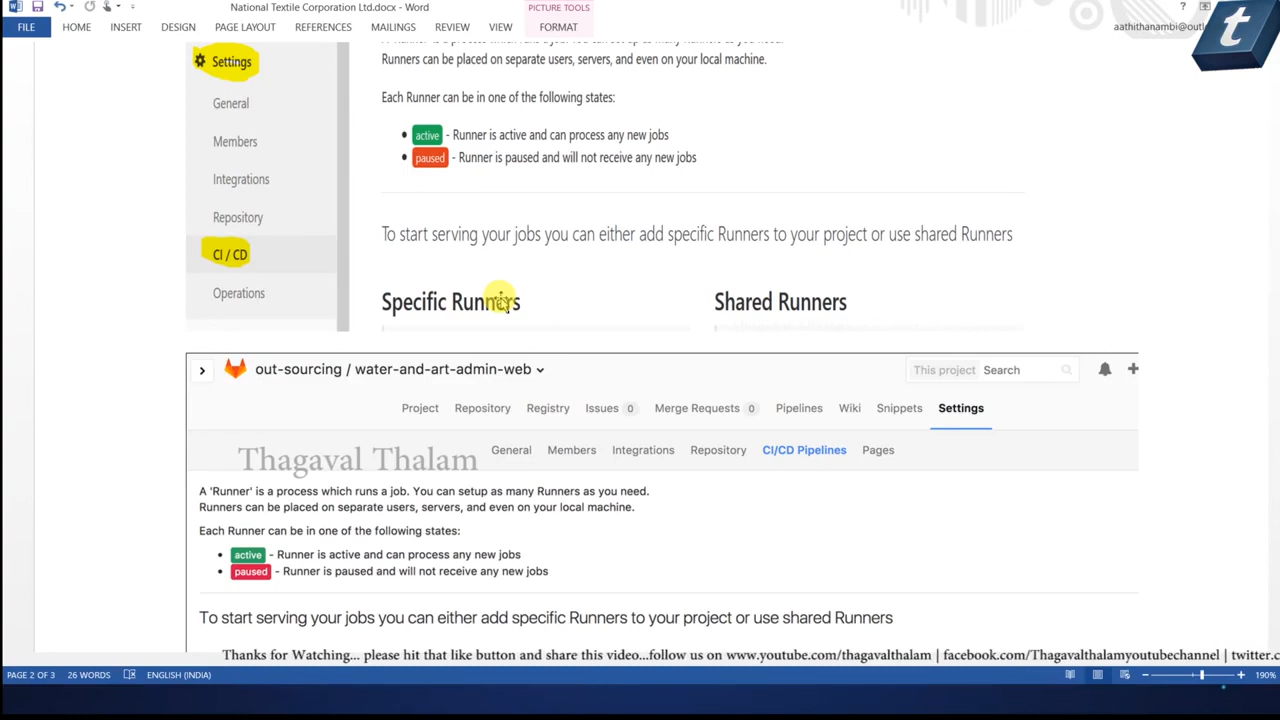 National Textile Corporation Ltd.docx - Word
PICTURE TOOLS
?
FILE
HOME
INSERT
DESIGN
PAGE LAYOUT
REFERENCES
MAILINGS
REVIEW
VIEW
FORMAT
aathithanambi@outl
t
Settings
General
Members
Integrations
Repository
CI / CD
Operations
Runners can be placed on separate users, servers, and even on your local machine.
Each Runner can be in one of the following states:
active - Runner is active and can process any new jobs
paused - Runner is paused and will not receive any new jobs
To start serving your jobs you can either add specific Runners to your project or use shared Runners
Specific Runners
Shared Runners
out-sourcing / water-and-art-admin-web
This project Search
Project Repository Registry Issues 0 Merge Requests 0 Pipelines Wiki Snippets Settings
Thagaval Thalam
General Members Integrations Repository CI/CD Pipelines Pages
A 'Runner' is a process which runs a job. You can setup as many Runners as you need.
Runners can be placed on separate users, servers, and even on your local machine.
Each Runner can be in one of the following states:
active - Runner is active and can process any new jobs
paused - Runner is paused and will not receive any new jobs
To start serving your jobs you can either add specific Runners to your project or use shared Runners
Thanks for Watching... please hit that like button and share this video...follow us on www.youtube.com/thagavalthalam | facebook.com/Thagavalthalamyoutubechannel | twitter.c
PAGE 2 OF 3
26 WORDS
ENGLISH (INDIA)
190%